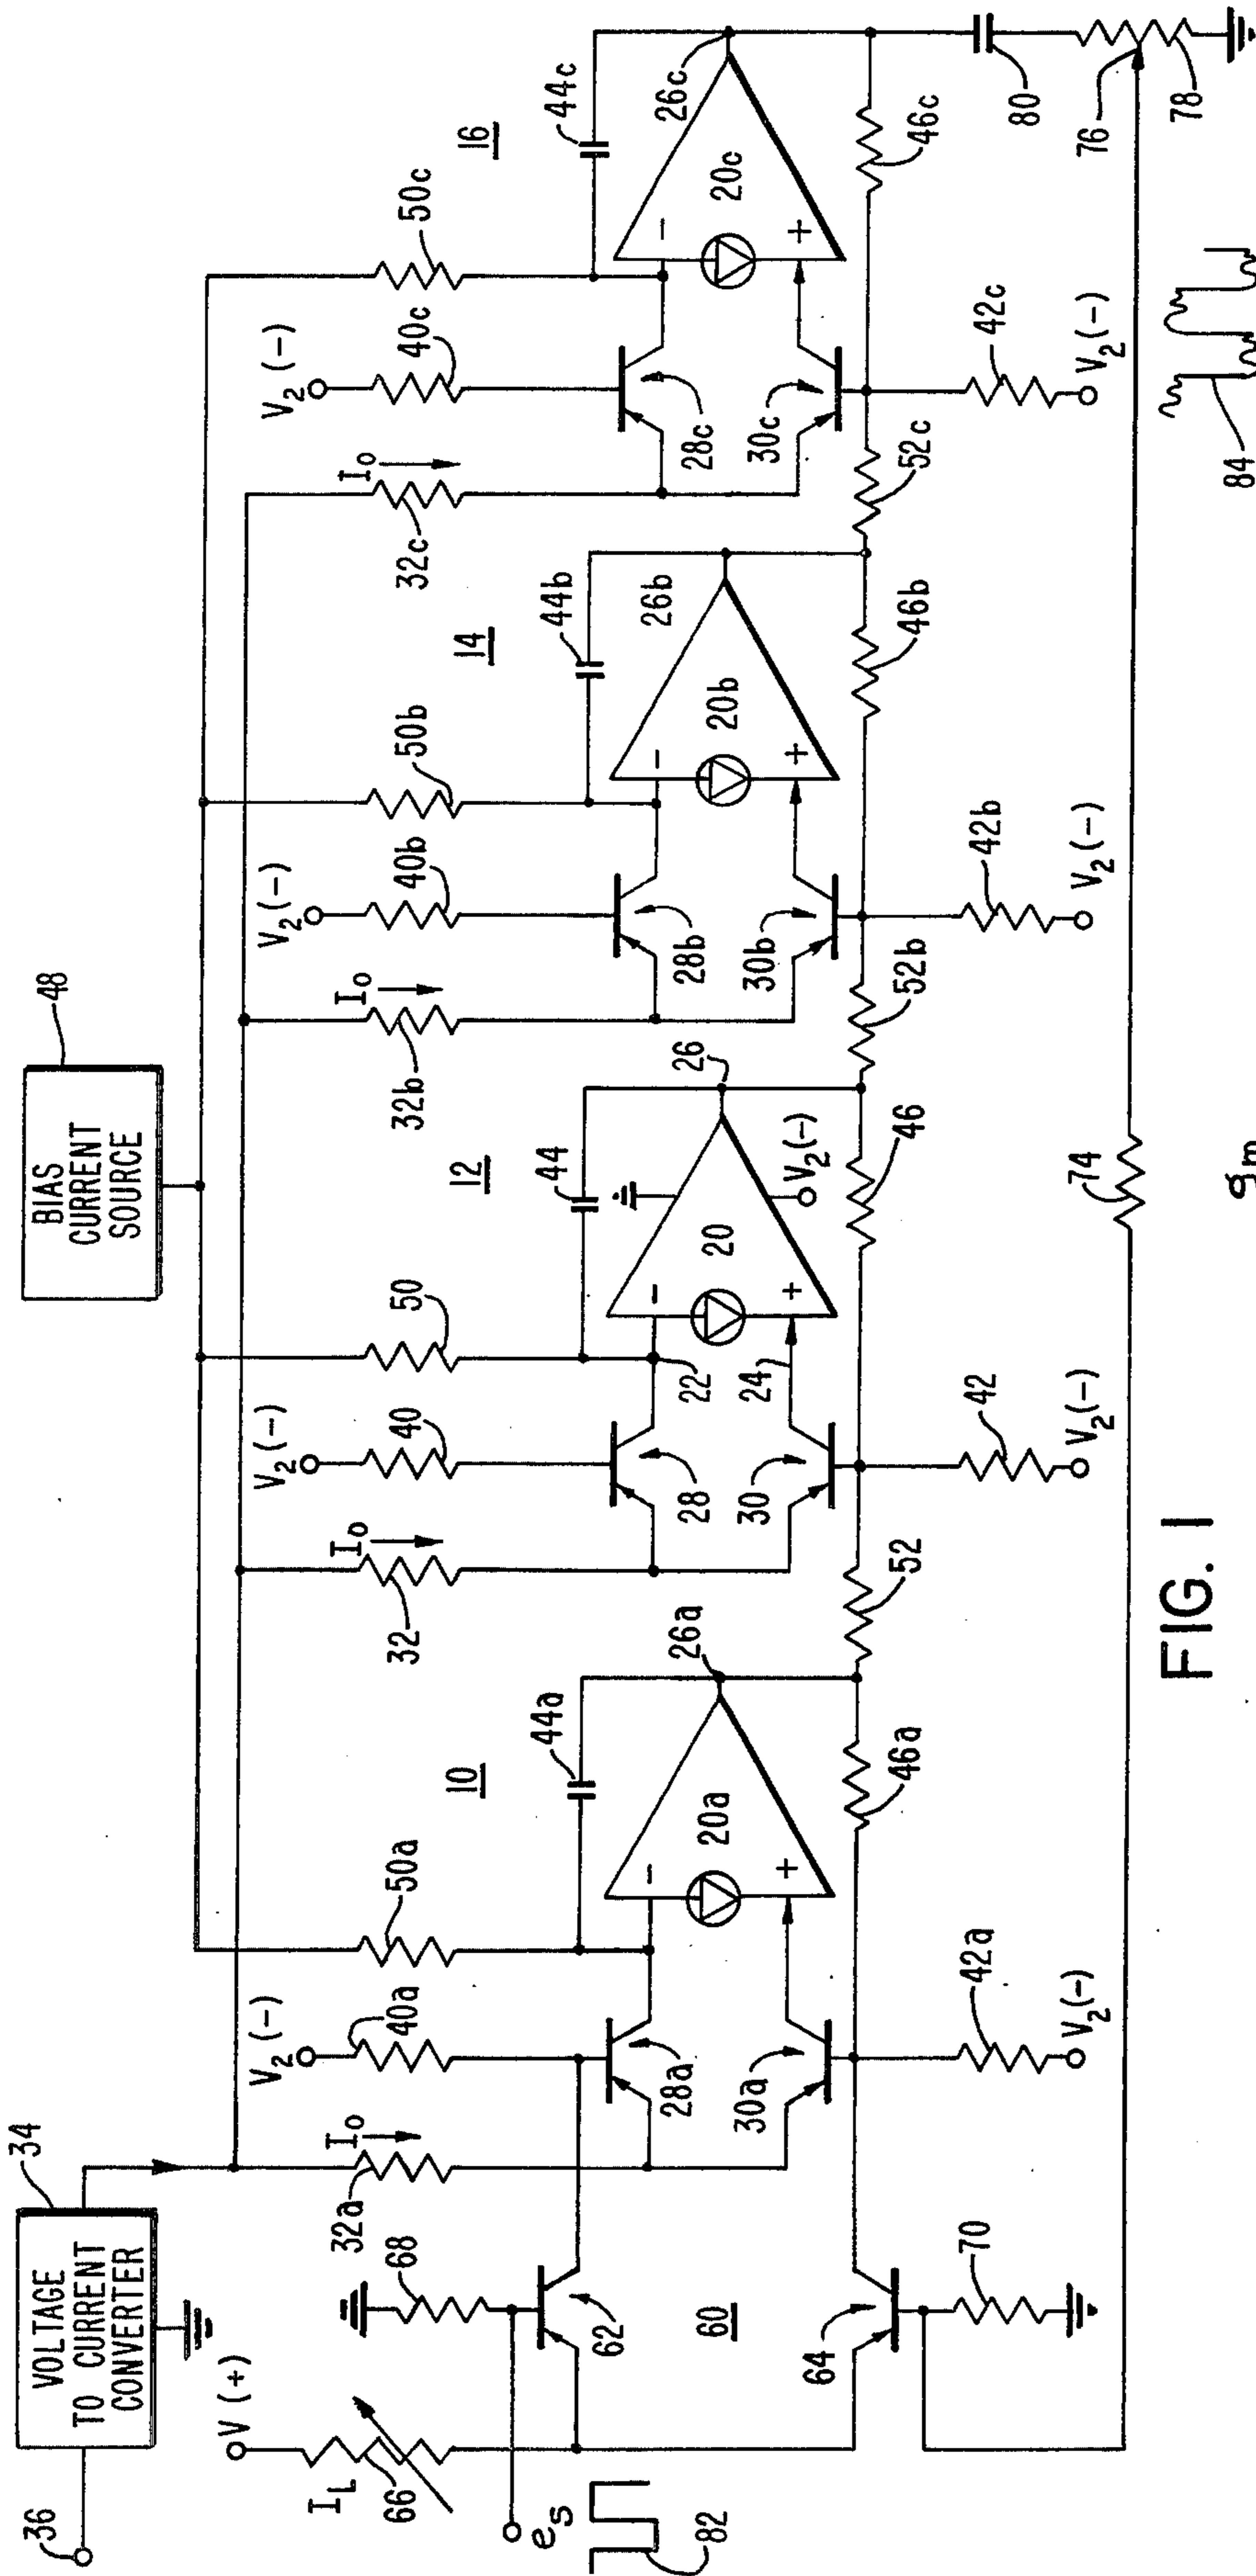 36
VOLTAGE
TO CURRENT
CONVERTER
34
BIAS
CURRENT
SOURCE
48
V (+)
I_L
66
68
32a
I_o
V_2 (-)
40a
50a
10
44a
32
I_o
V_2 (-)
40
50
12
44
32b
I_o
V_2 (-)
40b
50b
14
44b
32c
I_o
V_2 (-)
40c
50c
16
44c
e_s
82
62
60
64
70
28a
30a
-
20a
+
26a
42a
V_2 (-)
46a
52
28
30
22
24
-
20
+
26
V_2 (-)
42
V_2 (-)
46
52b
28b
30b
-
20b
+
26b
42b
V_2 (-)
46b
52c
28c
30c
-
20c
+
26c
42c
V_2 (-)
46c
80
76
78
74
84
FIG. 1
g_m